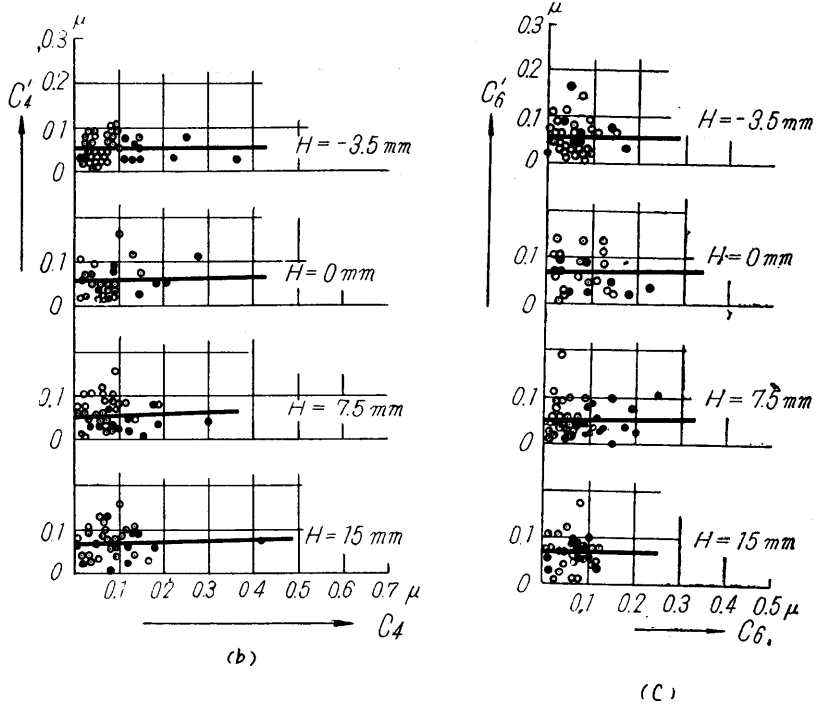 μ
0.3
0.2
C₄'
0.1
0
H = −3.5 mm
0.1
0
H = 0 mm
0.1
0
H = 7.5 mm
0.1
0
H = 15 mm
0.1 0.2 0.3 0.4 0.5 0.6 0.7 μ
C₄
(b)
μ
0.3
0.2
C₆'
0.1
0
H = −3.5 mm
0.1
0
H = 0 mm
0.1
0
H = 7.5 mm
0.1
0
H = 15 mm
0.1 0.2 0.3 0.4 0.5 μ
C₆.
(C)